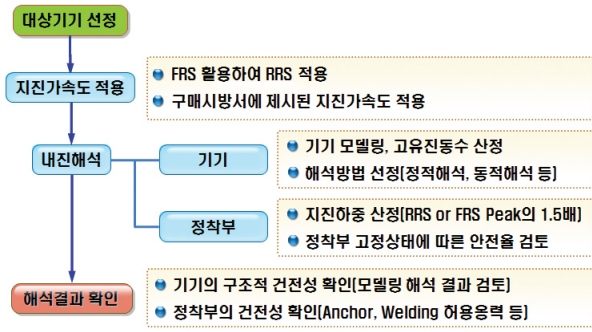 대상기기 선정
지진가속도 적용
FRS 활용하여 RRS 적용
구매시방서에 제시된 지진가속도 적용
내진해석
기기
기기 모델링, 고유진동수 산정
해석방법 선정(정적해석, 동적해석 등)
정착부
지진하중 산정(RRS or FRS Peak의 1.5배)
정착부 고정상태에 따른 안전율 검토
해석결과 확인
기기의 구조적 건전성 확인(모델링 해석 결과 검토)
정착부의 건전성 확인(Anchor, Welding 허용응력 등)